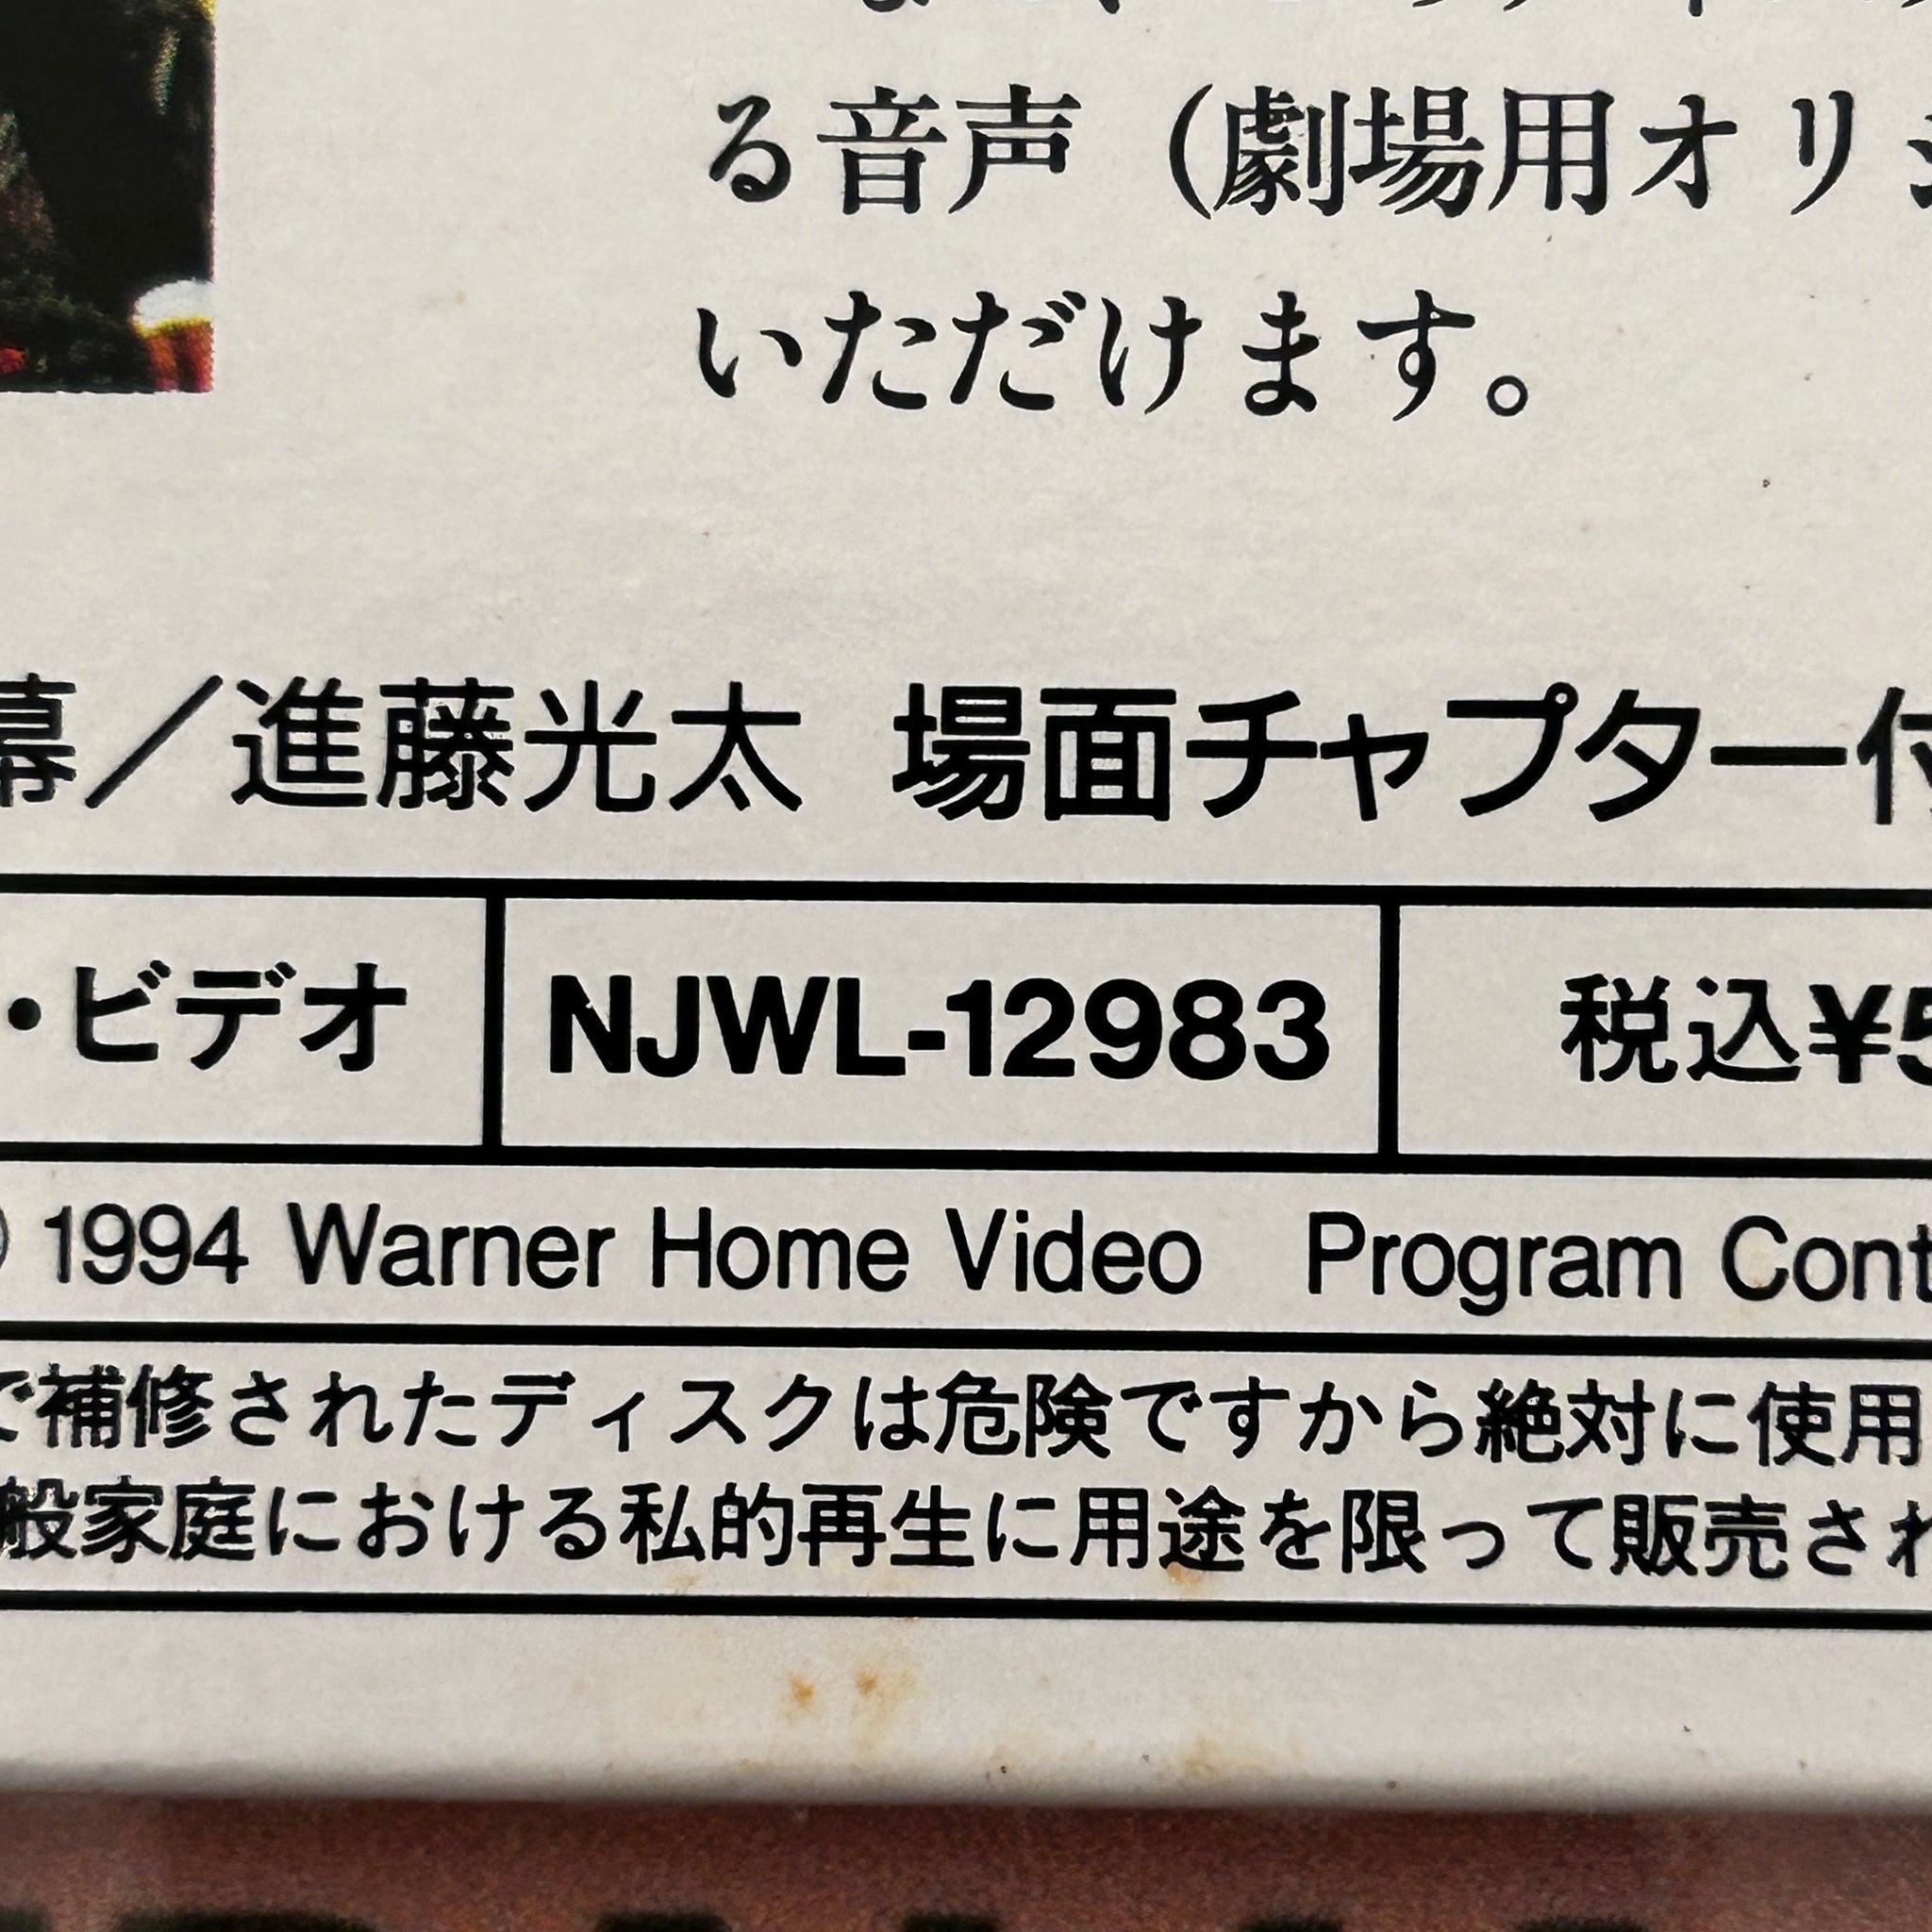 る音声（劇場用オリ
いただけます。
幕／進藤光太 場面チャプター付
・ビデオ NJWL-12983 税込¥5
1994 Warner Home Video Program Cont
で補修されたディスクは危険ですから絶対に使用
般家庭における私的再生に用途を限って販売され